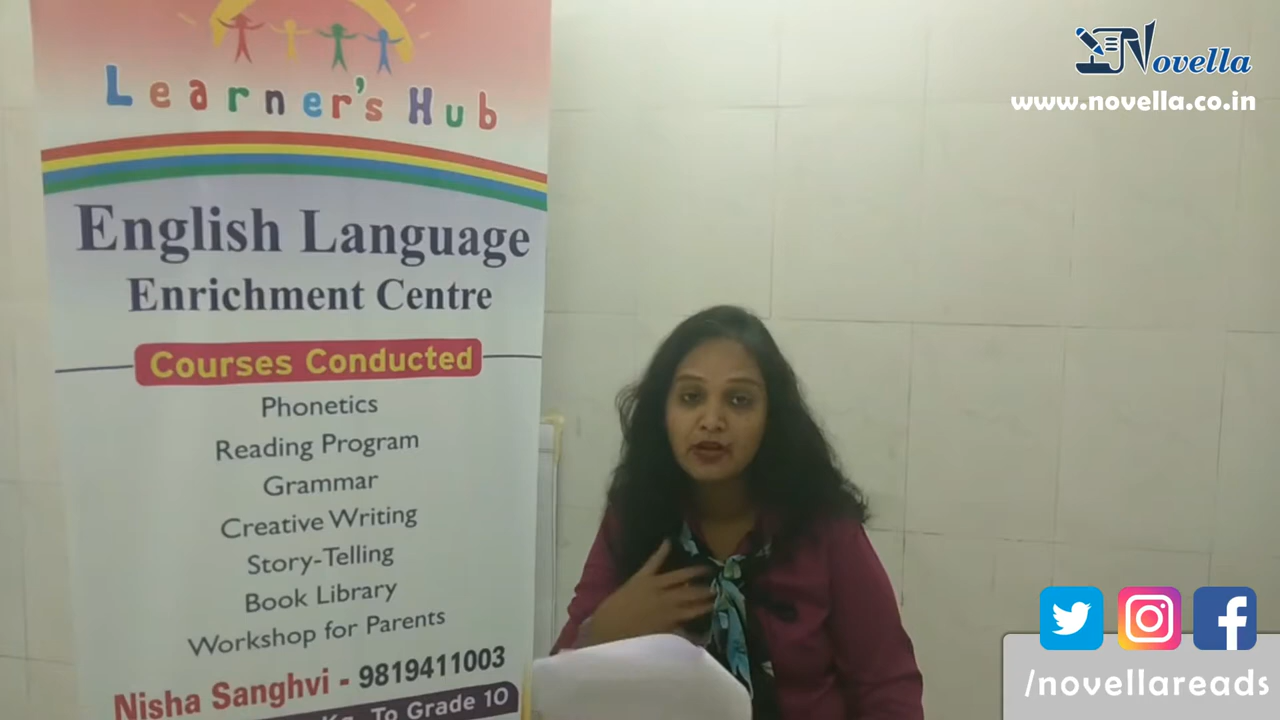 Learner's Hub
English Language
Enrichment Centre
Courses Conducted
Phonetics
Reading Program
Grammar
Creative Writing
Story-Telling
Book Library
Workshop for Parents
Nisha Sanghvi - 9819411003
To Grade 10
Novella
www.novella.co.in
/novellareads